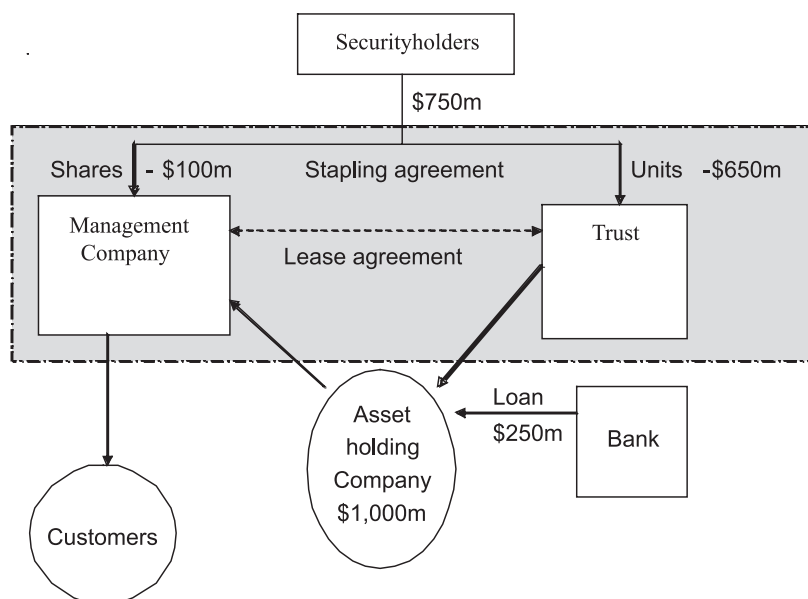 Securityholders
$750m
Shares - $100m
Stapling agreement
Units -$650m
Management
Company
Trust
Lease agreement
Asset
holding
Company
$1,000m
Loan
$250m
Bank
Customers